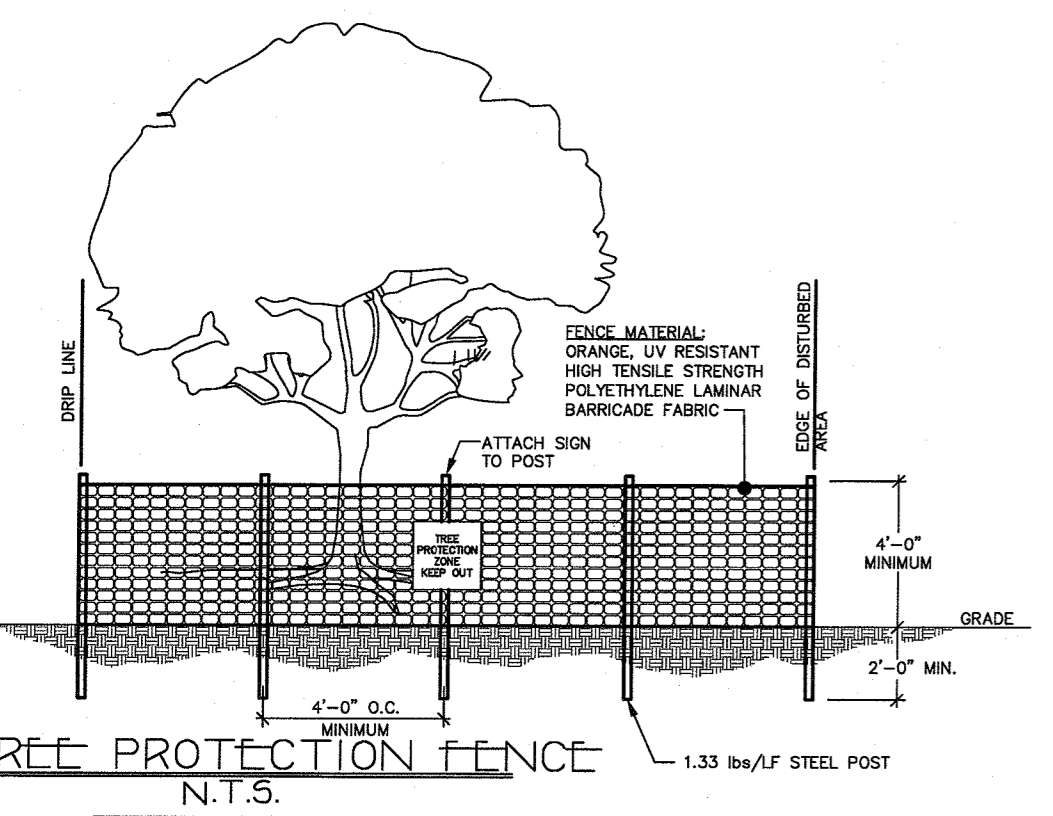 DRIP LINE
FENCE MATERIAL:
ORANGE, UV RESISTANT
HIGH TENSILE STRENGTH
POLYETHYLENE LAMINAR
BARRICADE FABRIC
EDGE OF DISTURBED
AREA
ATTACH SIGN
TO POST
TREE
PROTECTION
ZONE
KEEP OUT
4'-0"
MINIMUM
GRADE
2'-0" MIN.
4'-0" O.C.
MINIMUM
1.33 lbs/LF STEEL POST
REE PROTECTION FENCE
N.T.S.